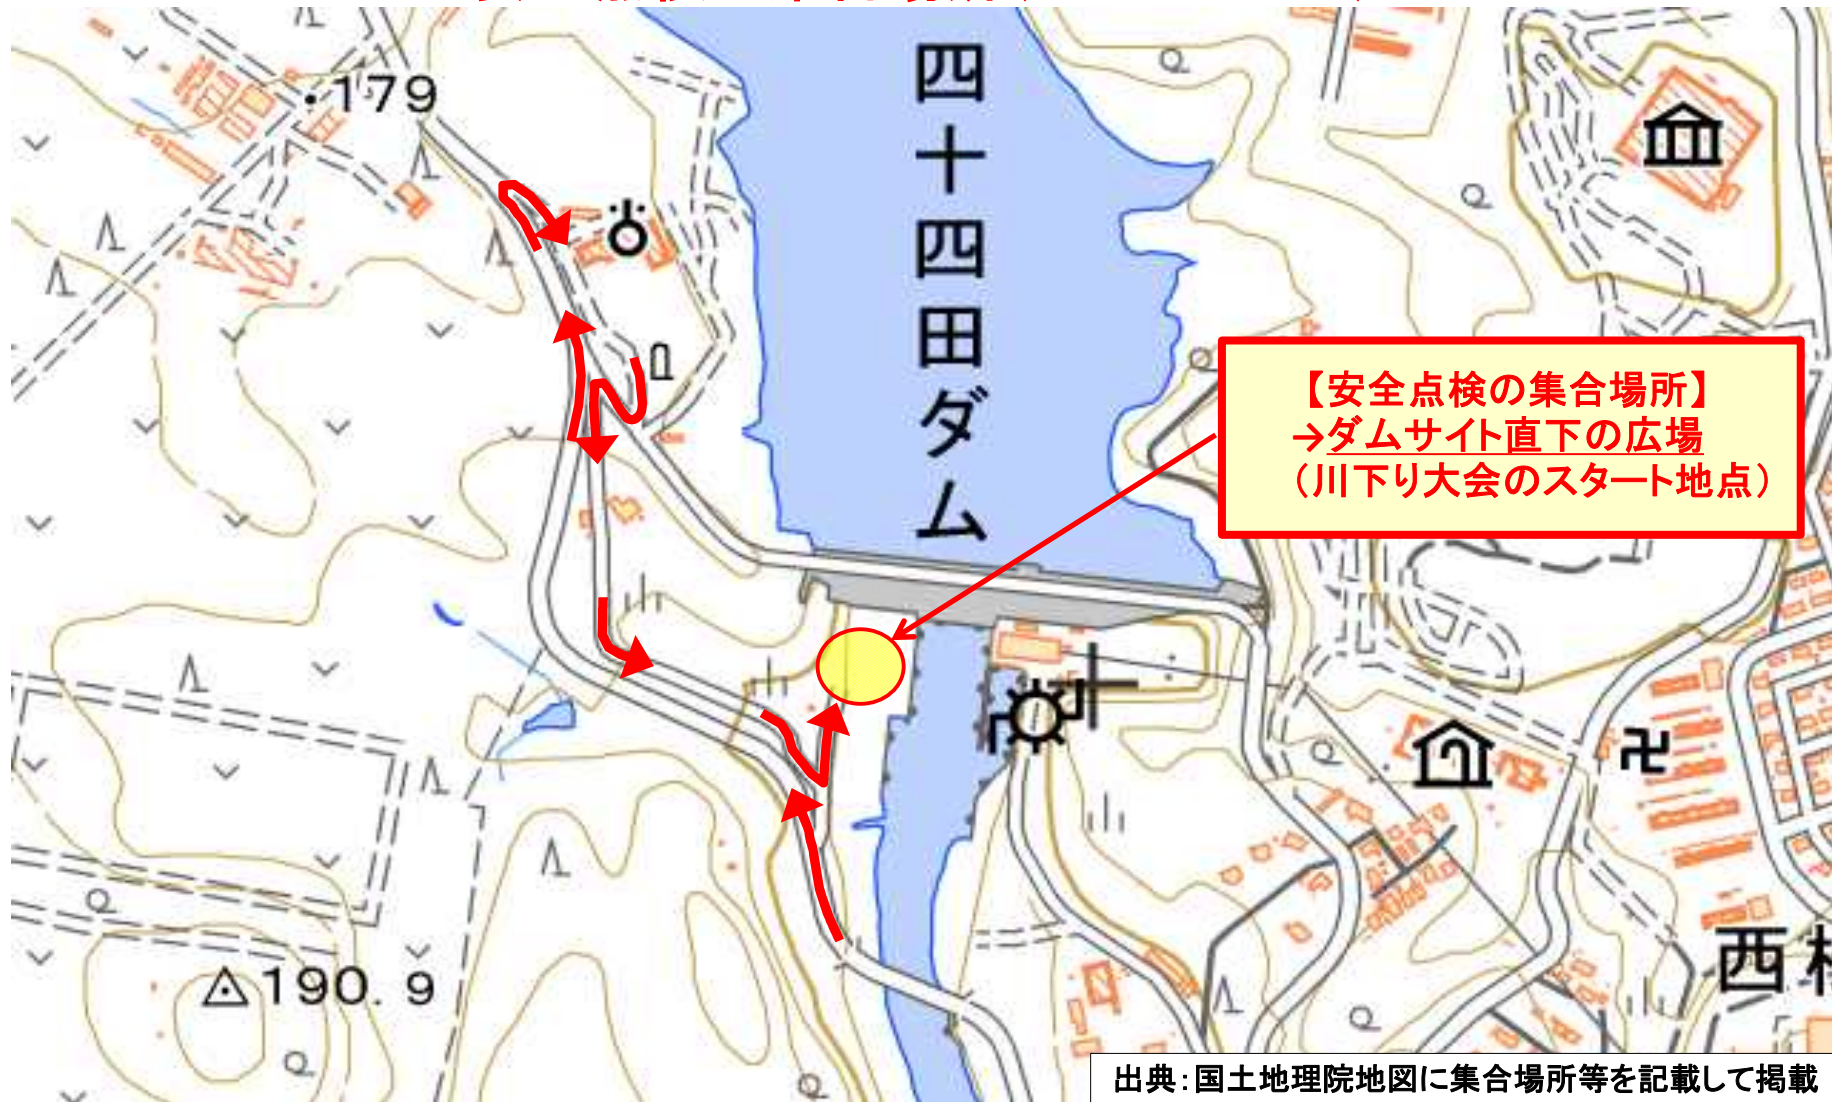 ・179
四十四田ダム
【安全点検の集合場所】
→ダムサイト直下の広場
（川下り大会のスタート地点）
190.9
西
出典：国土地理院地図に集合場所等を記載して掲載